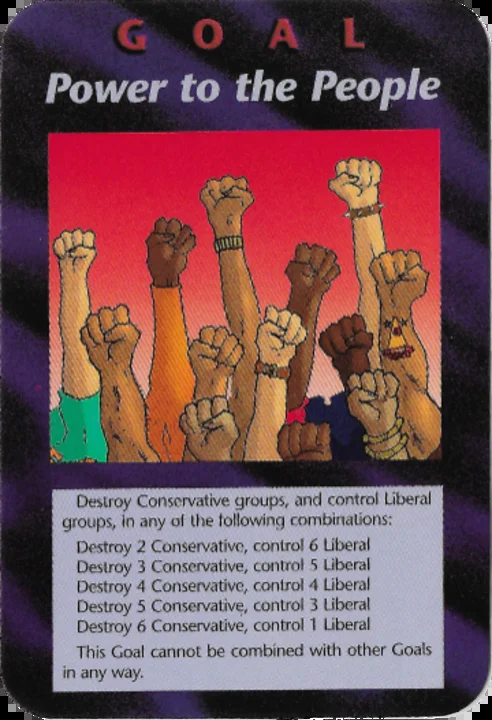 GOAL
Power to the People
Destroy Conservative groups, and control Liberal
groups, in any of the following combinations:
Destroy 2 Conservative, control 6 Liberal
Destroy 3 Conservative, control 5 Liberal
Destroy 4 Conservative, control 4 Liberal
Destroy 5 Conservative, control 3 Liberal
Destroy 6 Conservative, control 1 Liberal
This Goal cannot be combined with other Goals
in any way.